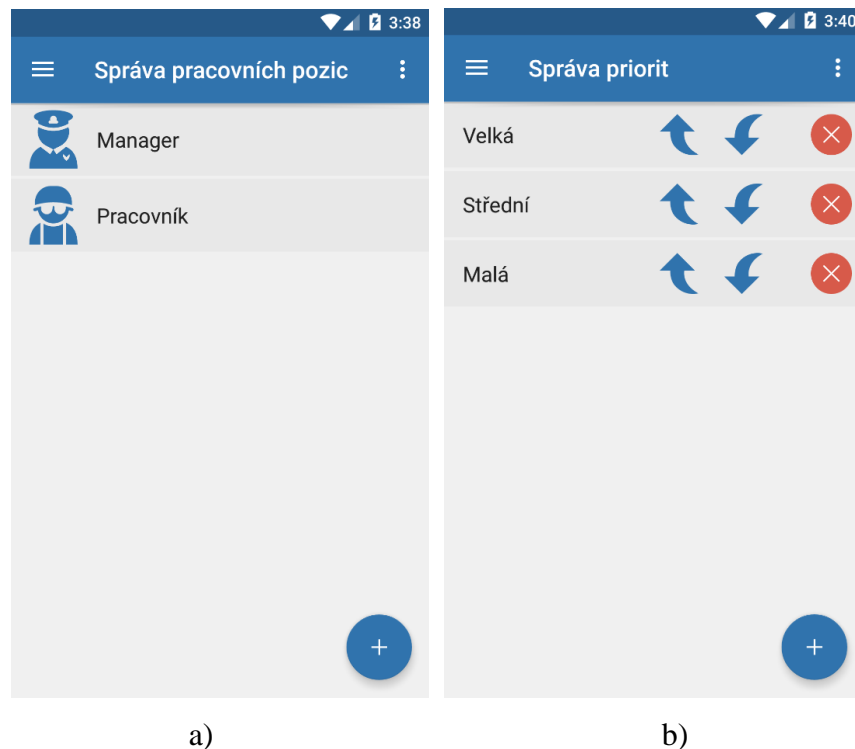 3:38
Správa pracovních pozic
Manager
Pracovník
a)
3:40
Správa priorit
Velká
Střední
Malá
b)